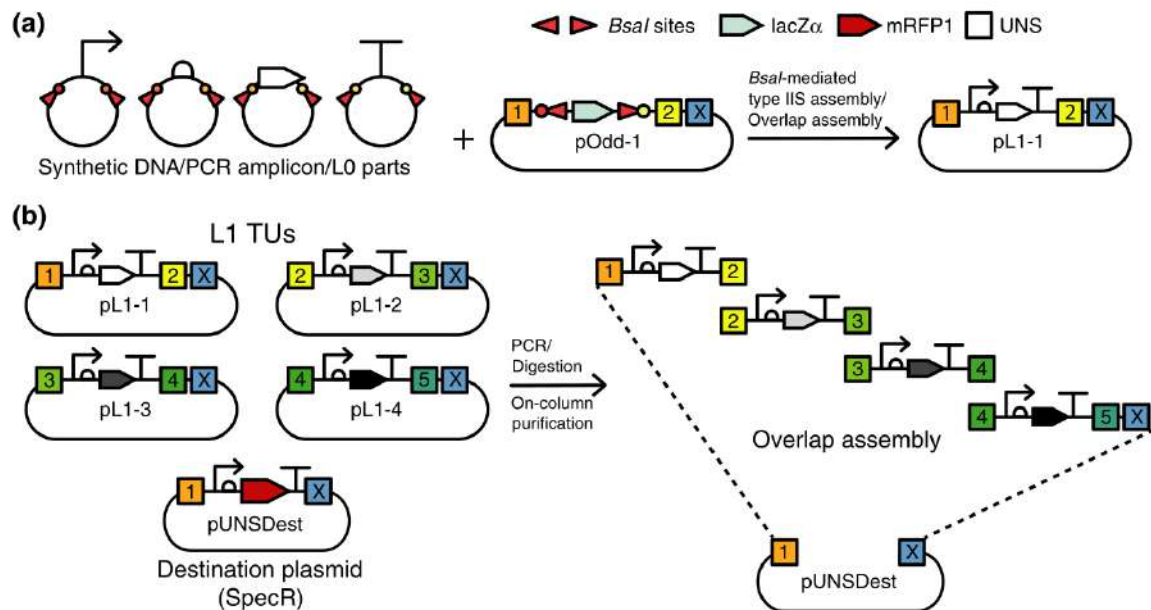 (a)
BsaI sites
lacZα
mRFP1
UNS
1
2
X
pOdd-1
+
BsaI-mediated
type IIS assembly/
Overlap assembly
1
2
X
pL1-1
Synthetic DNA/PCR amplicon/L0 parts
(b)
L1 TUs
1
2
X
pL1-1
2
3
X
pL1-2
3
4
X
pL1-3
4
5
X
pL1-4
1
X
pUNSDest
Destination plasmid
(SpecR)
PCR/
Digestion
On-column
purification
1
2
2
3
3
4
4
5
X
Overlap assembly
1
X
pUNSDest